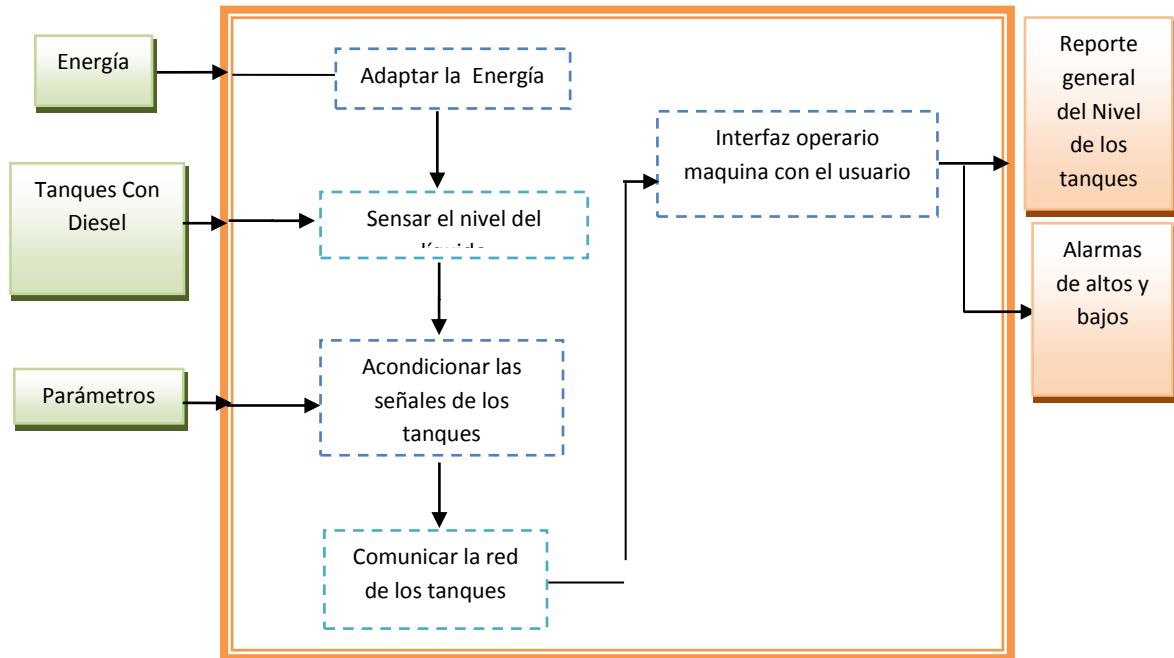 Energía
Adaptar la Energía
Tanques Con
Diesel
Sensar el nivel del
Parámetros
Acondicionar las
señales de los
tanques
Comunicar la red
de los tanques
Interfaz operario
maquina con el usuario
Reporte
general
del Nivel
de los
tanques
Alarmas
de altos y
bajos